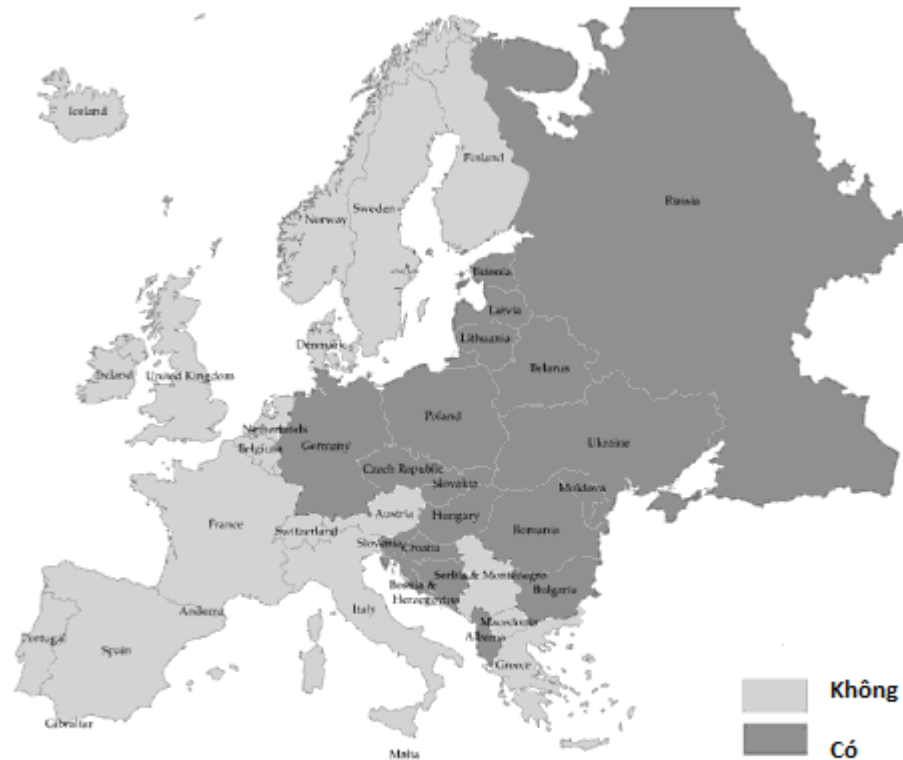 Iceland
Finland
Russia
Norway
Sweden
Estonia
Latvia
Denmark
Lithuania
Ireland
United Kingdom
Belarus
Poland
Netherlands
Germany
Ukraine
Belgium
Czech Republic
Slovakia
Moldova
Austria
Hungary
France
Switzerland
Romania
Slovenia
Croatia
Serbia & Montenegro
Bosnia &
Herzegovina
Bulgaria
Andorra
Italy
Macedonia
Portugal
Albania
Spain
Greece
Gibraltar
Malta
Không
Có